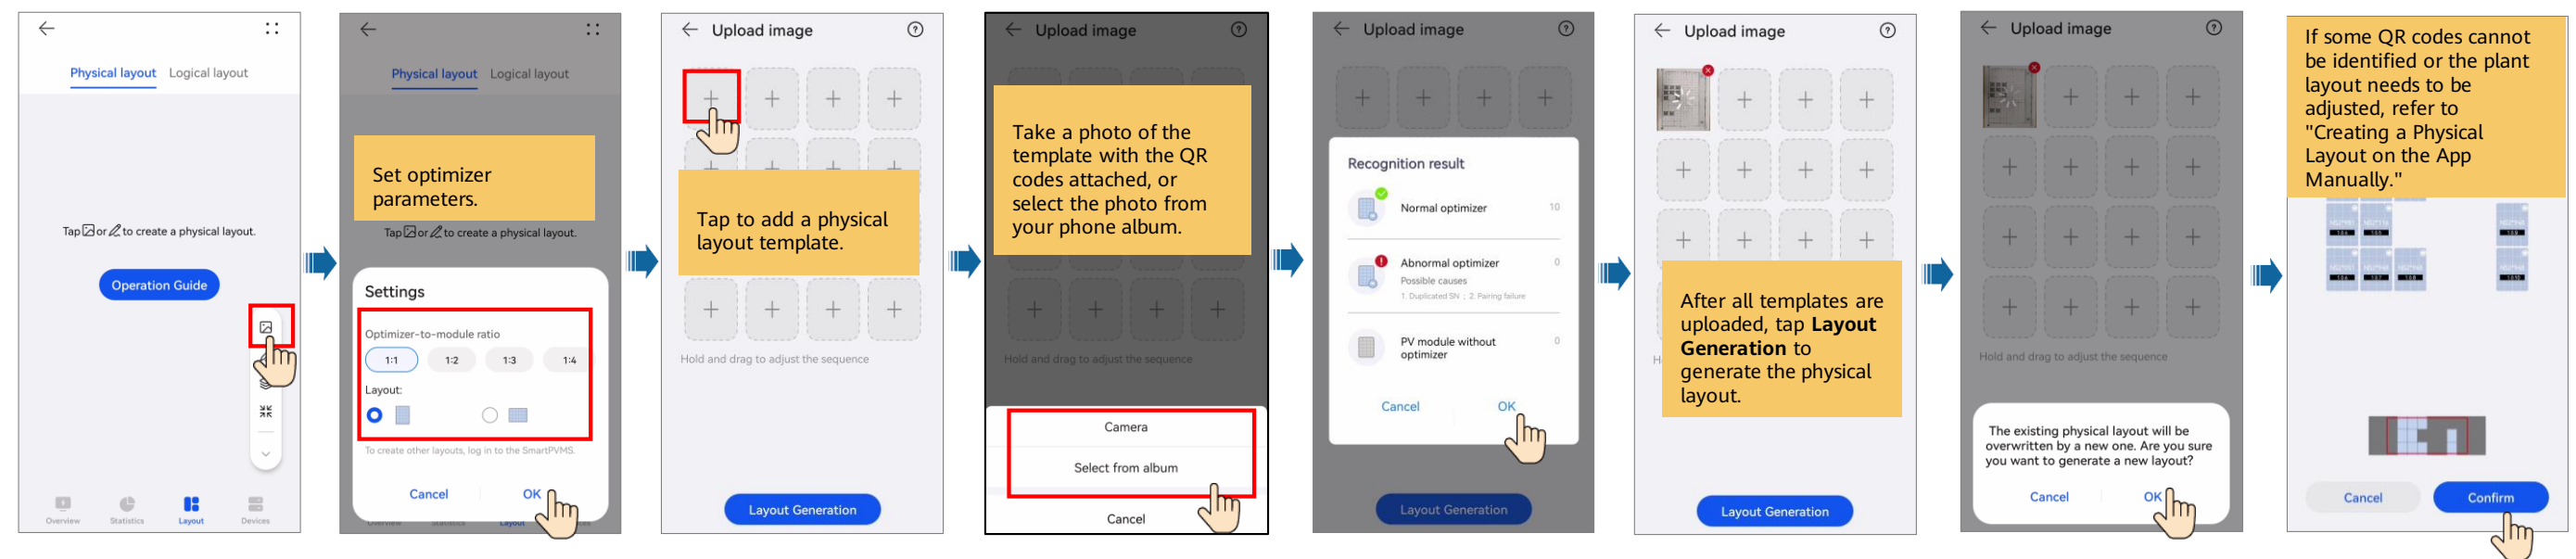 Physical layout Logical layout
Tap or to create a physical layout.
Operation Guide
Overview Statistics Layout Devices
Physical layout Logical layout
Set optimizer
parameters.
Tap or to create a physical layout.
Settings
Optimizer-to-module ratio
1:1 1:2 1:3 1:4
Layout:
To create other layouts, log in to the SmartPVMS.
Cancel OK
Overview Statistics Layout
Upload image
Tap to add a physical
layout template.
Hold and drag to adjust the sequence
Layout Generation
Upload image
Take a photo of the
template with the QR
codes attached, or
select the photo from
your phone album.
Hold and drag to adjust the sequence
Camera
Select from album
Cancel
Upload image
Recognition result
Normal optimizer 10
Abnormal optimizer 0
Possible causes
1. Duplicated SN ; 2. Pairing failure
PV module without 0
optimizer
Cancel OK
Layout Generation
Upload image
After all templates are
uploaded, tap Layout
Generation to
generate the physical
layout.
Layout Generation
Upload image
Hold and drag to adjust the sequence
The existing physical layout will be
overwritten by a new one. Are you sure
you want to generate a new layout?
Cancel OK
If some QR codes cannot
be identified or the plant
layout needs to be
adjusted, refer to
"Creating a Physical
Layout on the App
Manually."
Cancel Confirm